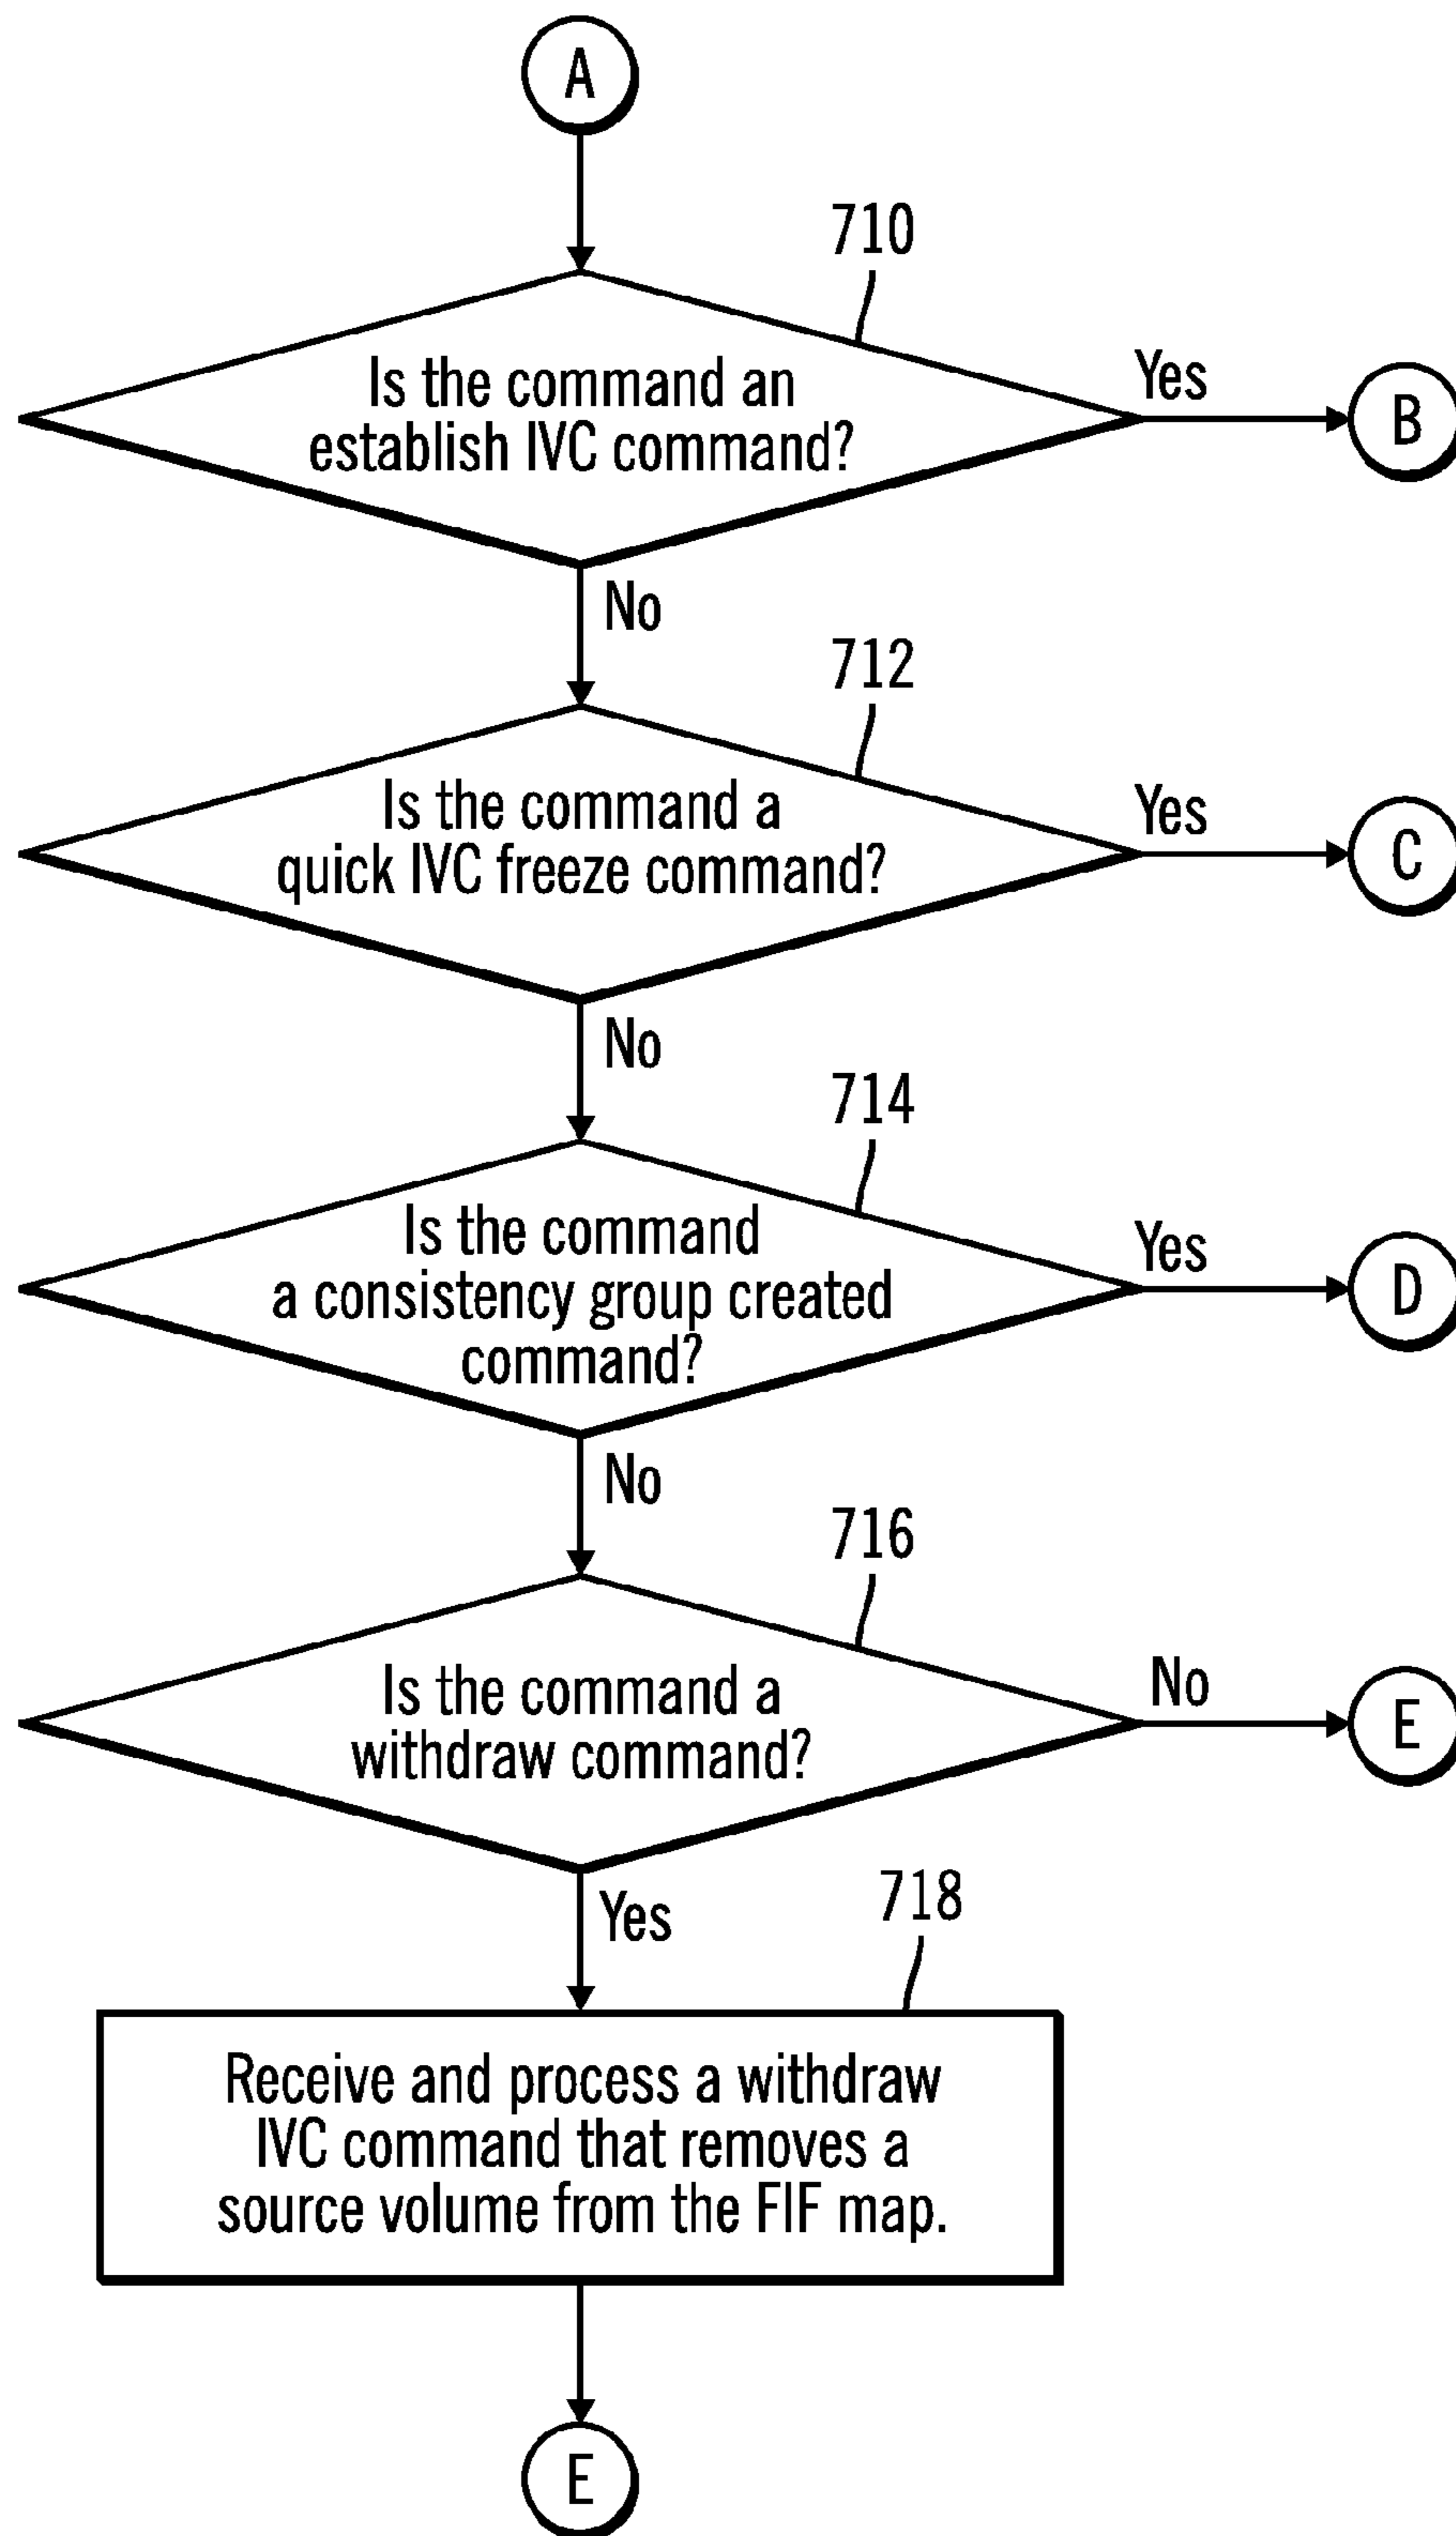 A
710
Is the command an
establish IVC command?
Yes
B
No
712
Is the command a
quick IVC freeze command?
Yes
C
No
714
Is the command
a consistency group created
command?
Yes
D
No
716
Is the command a
withdraw command?
No
E
Yes
718
Receive and process a withdraw
IVC command that removes a
source volume from the FIF map.
E